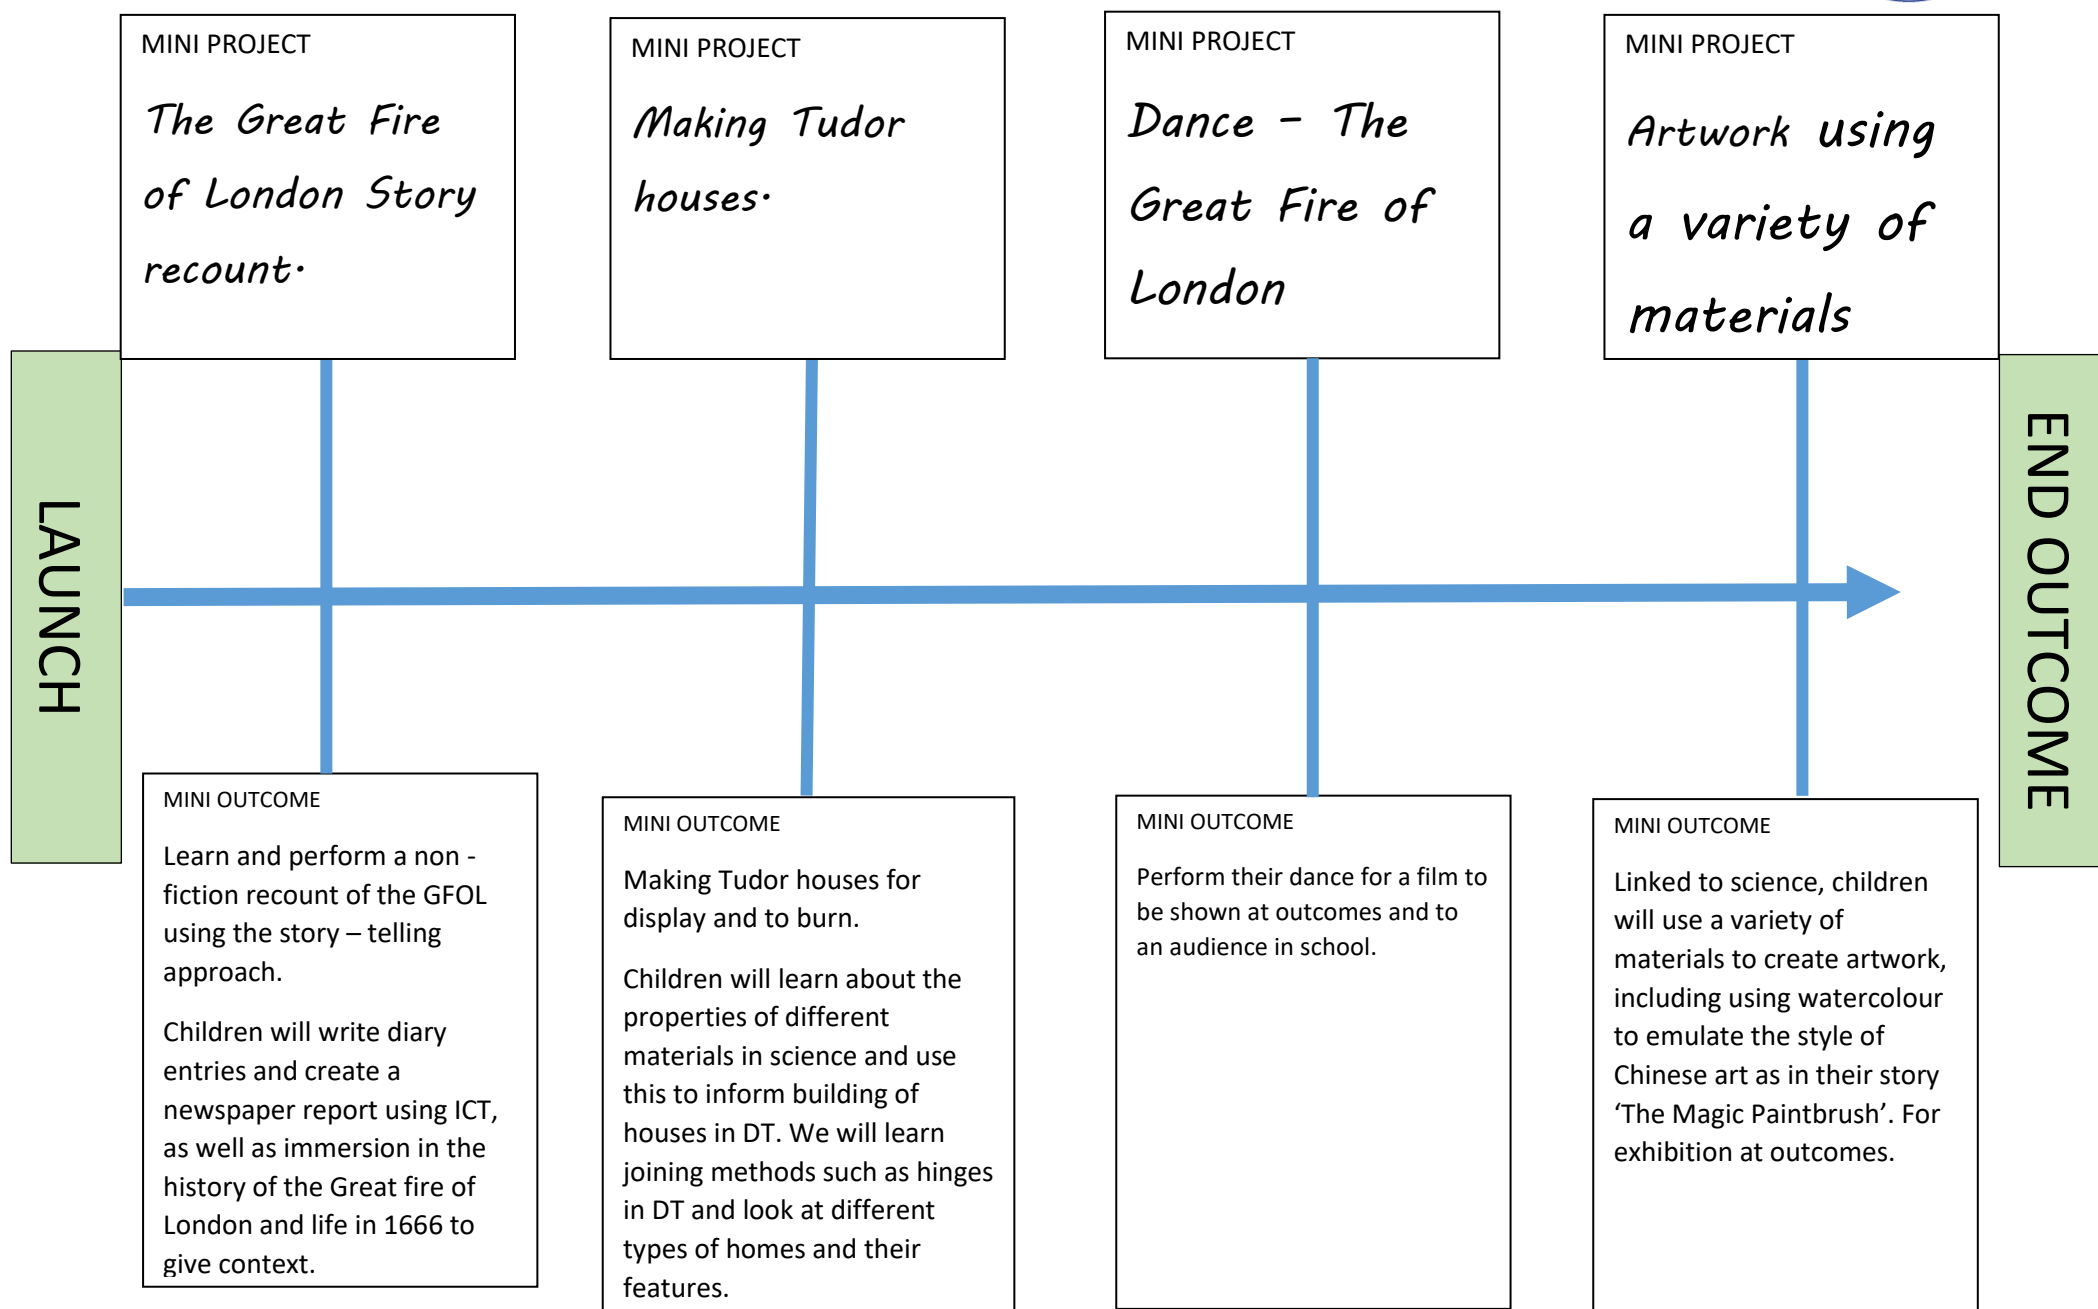 MINI PROJECT
The Great Fire
of London Story
recount.
MINI PROJECT
Making Tudor
houses.
MINI PROJECT
Dance – The
Great Fire of
London
MINI PROJECT
Artwork using
a variety of
materials
LAUNCH
END OUTCOME
MINI OUTCOME
Learn and perform a non -
fiction recount of the GFOL
using the story – telling
approach.
Children will write diary
entries and create a
newspaper report using ICT,
as well as immersion in the
history of the Great fire of
London and life in 1666 to
give context.
MINI OUTCOME
Making Tudor houses for
display and to burn.
Children will learn about the
properties of different
materials in science and use
this to inform building of
houses in DT. We will learn
joining methods such as hinges
in DT and look at different
types of homes and their
features.
MINI OUTCOME
Perform their dance for a film to
be shown at outcomes and to
an audience in school.
MINI OUTCOME
Linked to science, children
will use a variety of
materials to create artwork,
including using watercolour
to emulate the style of
Chinese art as in their story
‘The Magic Paintbrush’. For
exhibition at outcomes.